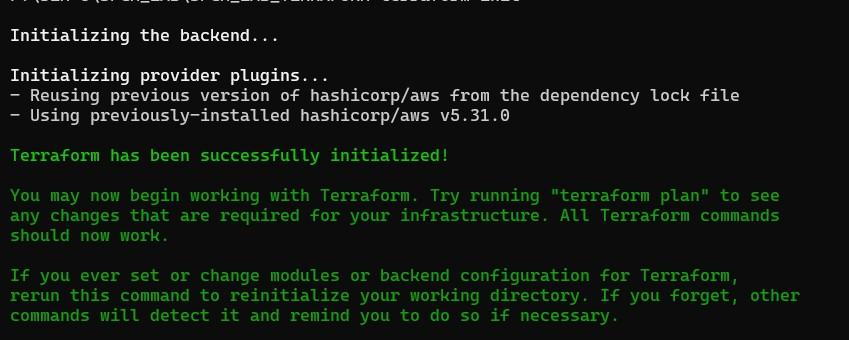 Initializing the backend...
Initializing provider plugins...
- Reusing previous version of hashicorp/aws from the dependency lock file
- Using previously-installed hashicorp/aws v5.31.0
Terraform has been successfully initialized!
You may now begin working with Terraform. Try running "terraform plan" to see
any changes that are required for your infrastructure. All Terraform commands
should now work.
If you ever set or change modules or backend configuration for Terraform,
rerun this command to reinitialize your working directory. If you forget, other
commands will detect it and remind you to do so if necessary.